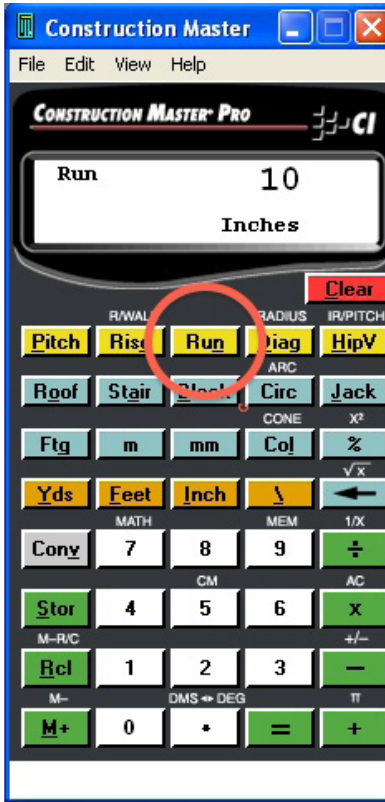 Construction Master
File Edit View Help
CONSTRUCTION MASTER® PRO CI
Run 10
Inches
Clear
R/WAL RADIUS IR/PITCH
Pitch Rise Run Diag HipV
ARC
Roof Stair Block Circ Jack
CONE X²
Ftg m mm Col %
√x
Yds Feet Inch \
MATH MEM 1/X
Conv 7 8 9 ÷
CM AC
Stor 4 5 6 x
M-R/C +/-
Rcl 1 2 3 −
M- DMS↔DEG π
M+ 0 • = +